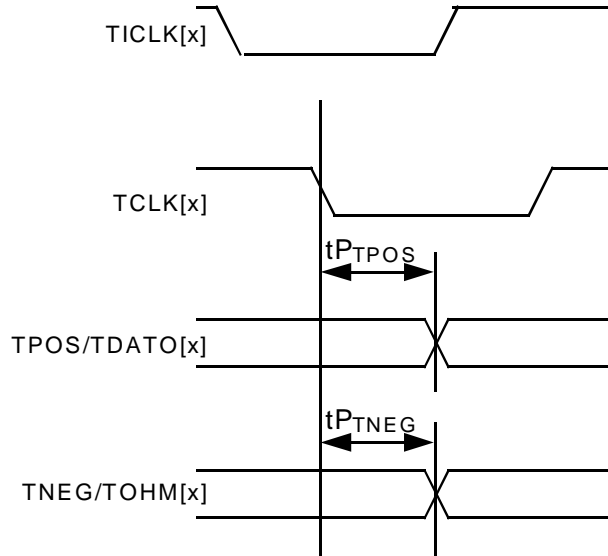 TICLK[x]
TCLK[x]
tPTPOS
TPOS/TDATO[x]
tPTNEG
TNEG/TOHM[x]